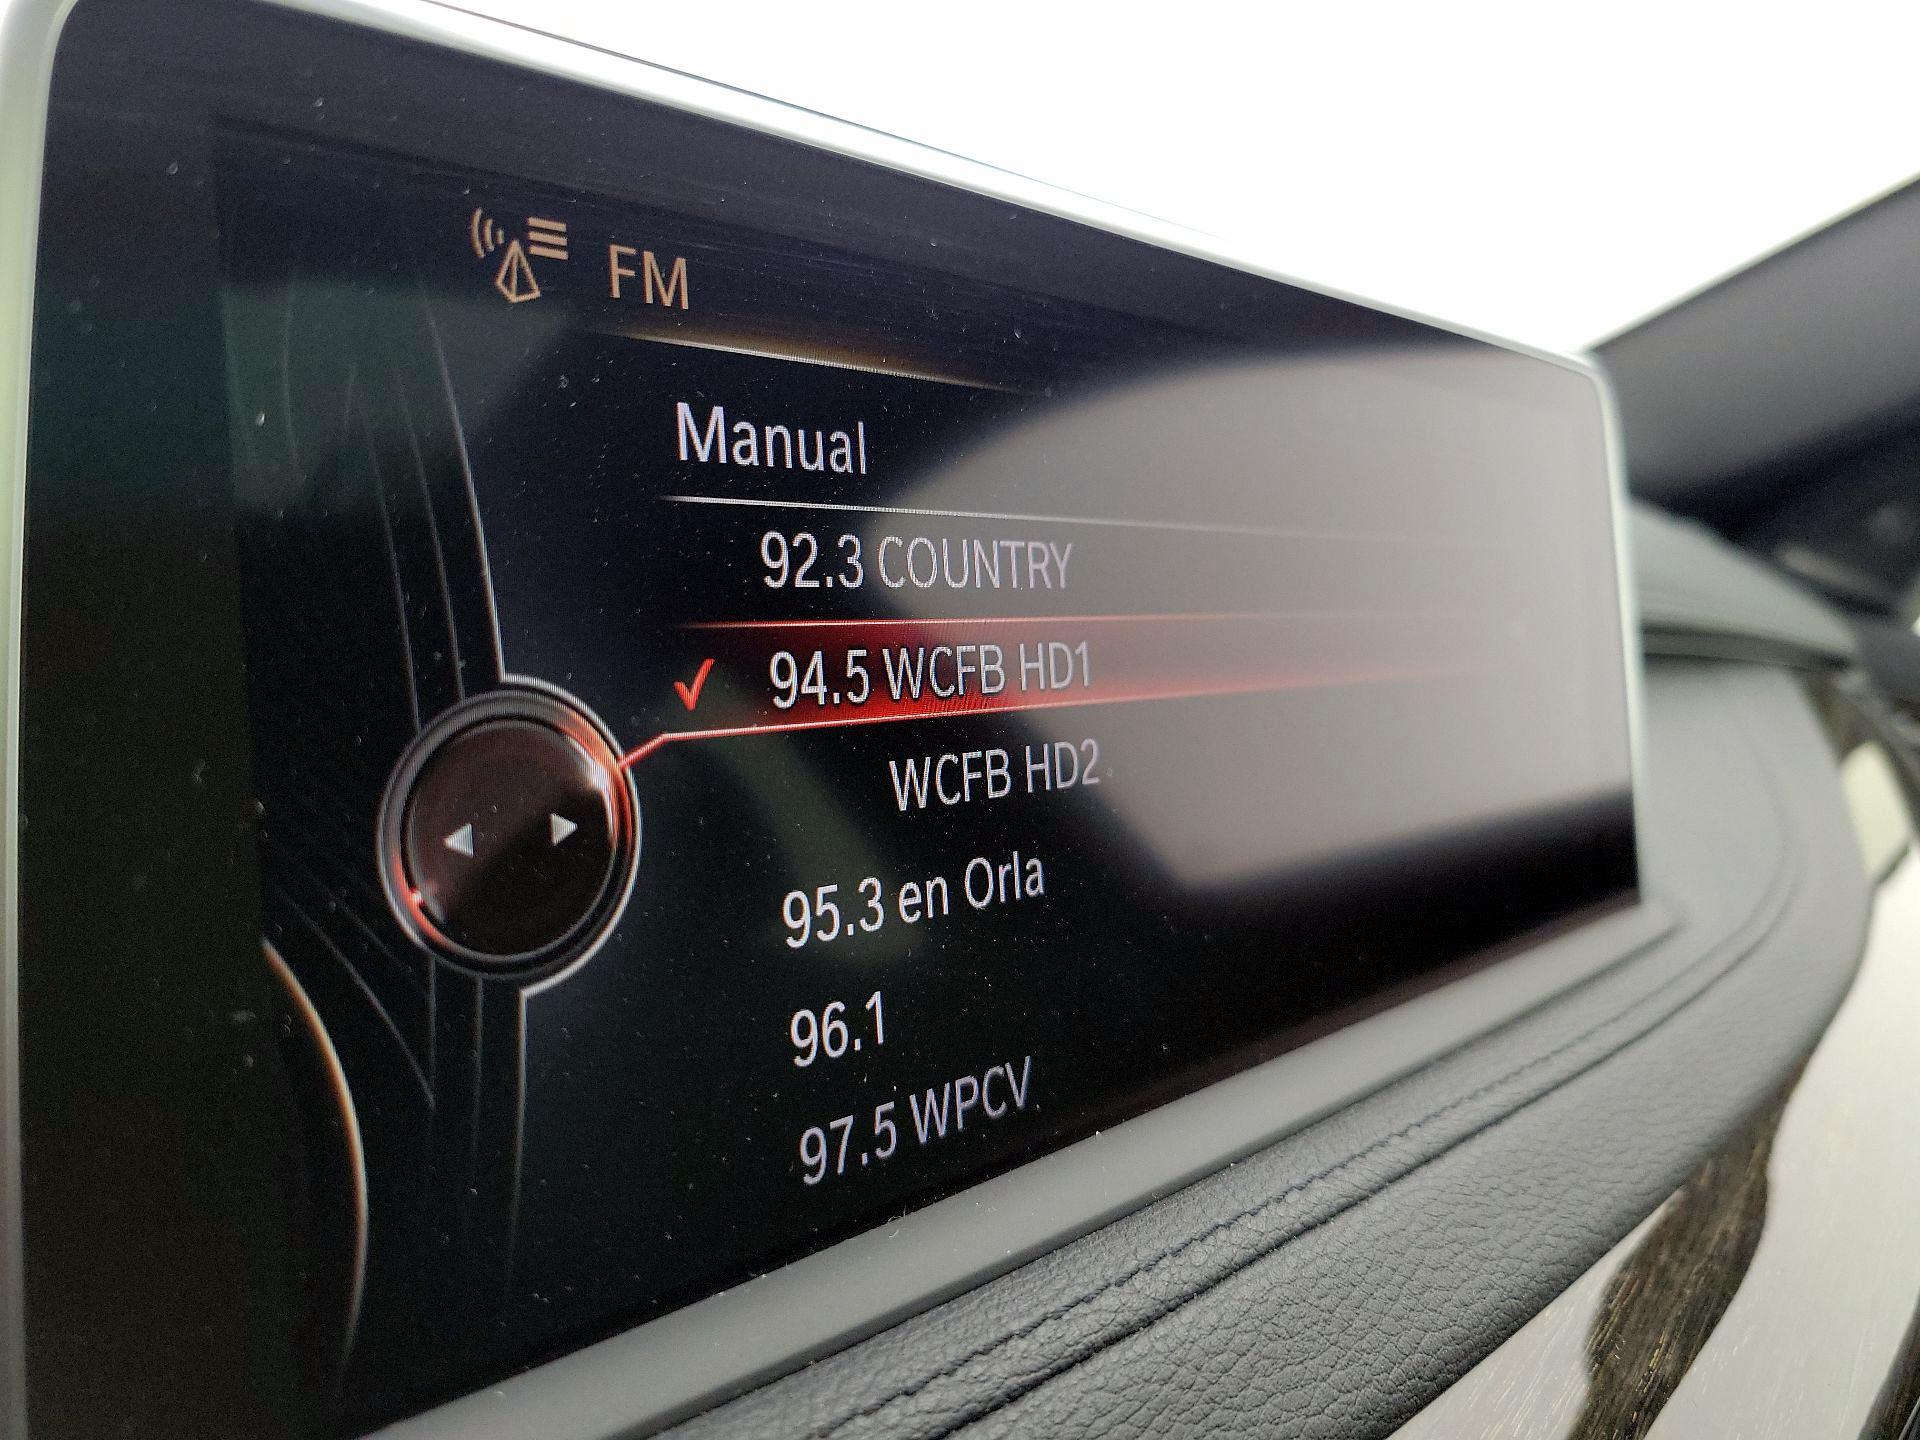 FM
Manual
92.3 COUNTRY
94.5 WCFB HD1
WCFB HD2
95.3 en Orla
96.1
97.5 WPCV